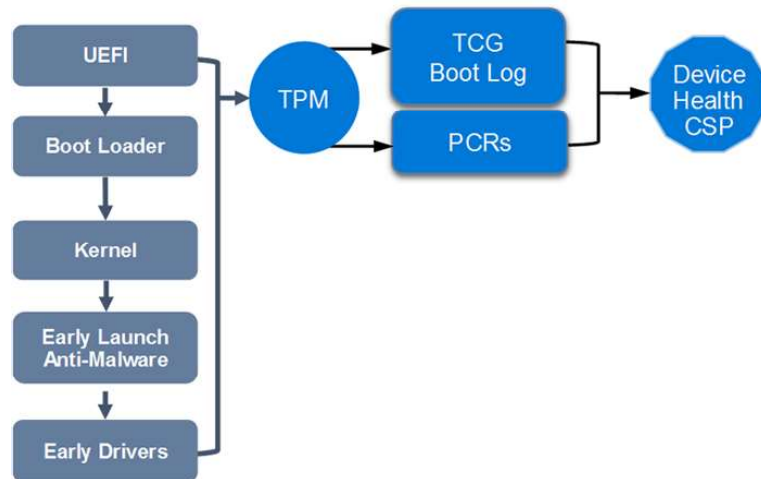 UEFI
Boot Loader
Kernel
Early Launch
Anti-Malware
Early Drivers
TPM
TCG
Boot Log
PCRs
Device
Health
CSP